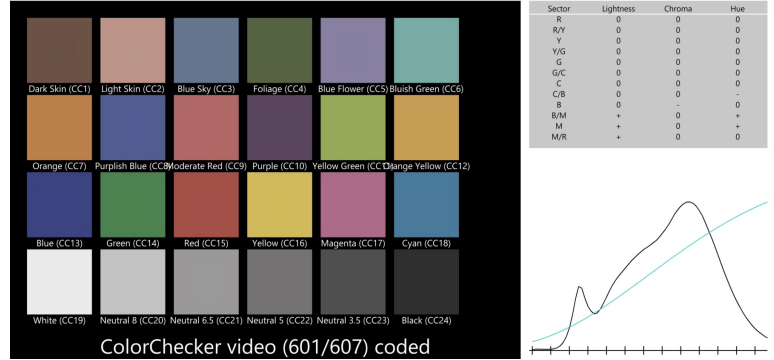 Dark Skin (CC1) Light Skin (CC2) Blue Sky (CC3) Foliage (CC4) Blue Flower (CC5) Bluish Green (CC6)
Orange (CC7) Purplish Blue (CC8) Moderate Red (CC9) Purple (CC10) Yellow Green (CC11) Orange Yellow (CC12)
Blue (CC13) Green (CC14) Red (CC15) Yellow (CC16) Magenta (CC17) Cyan (CC18)
White (CC19) Neutral 8 (CC20) Neutral 6.5 (CC21) Neutral 5 (CC22) Neutral 3.5 (CC23) Black (CC24)
ColorChecker video (601/607) coded
Sector Lightness Chroma Hue
R 0 0 0
R/Y 0 0 0
Y 0 0 0
Y/G 0 0 0
G 0 0 0
G/C 0 0 0
C 0 0 0
C/B 0 0 -
B 0 - 0
B/M + 0 +
M + 0 +
M/R + 0 0